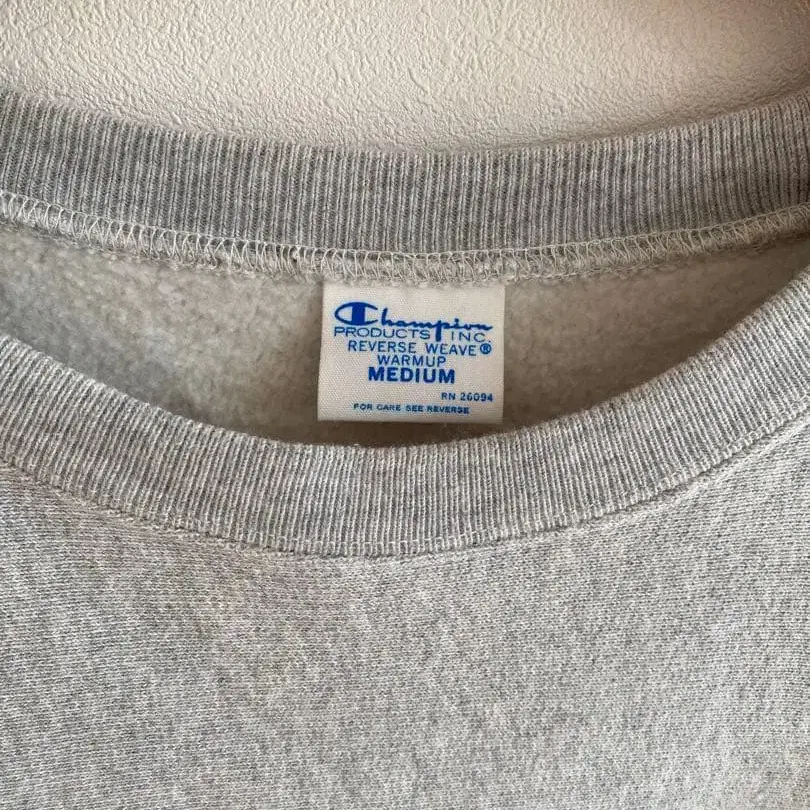 Champion
PRODUCTS INC.
REVERSE WEAVE®
WARMUP
MEDIUM
RN 26094
FOR CARE SEE REVERSE